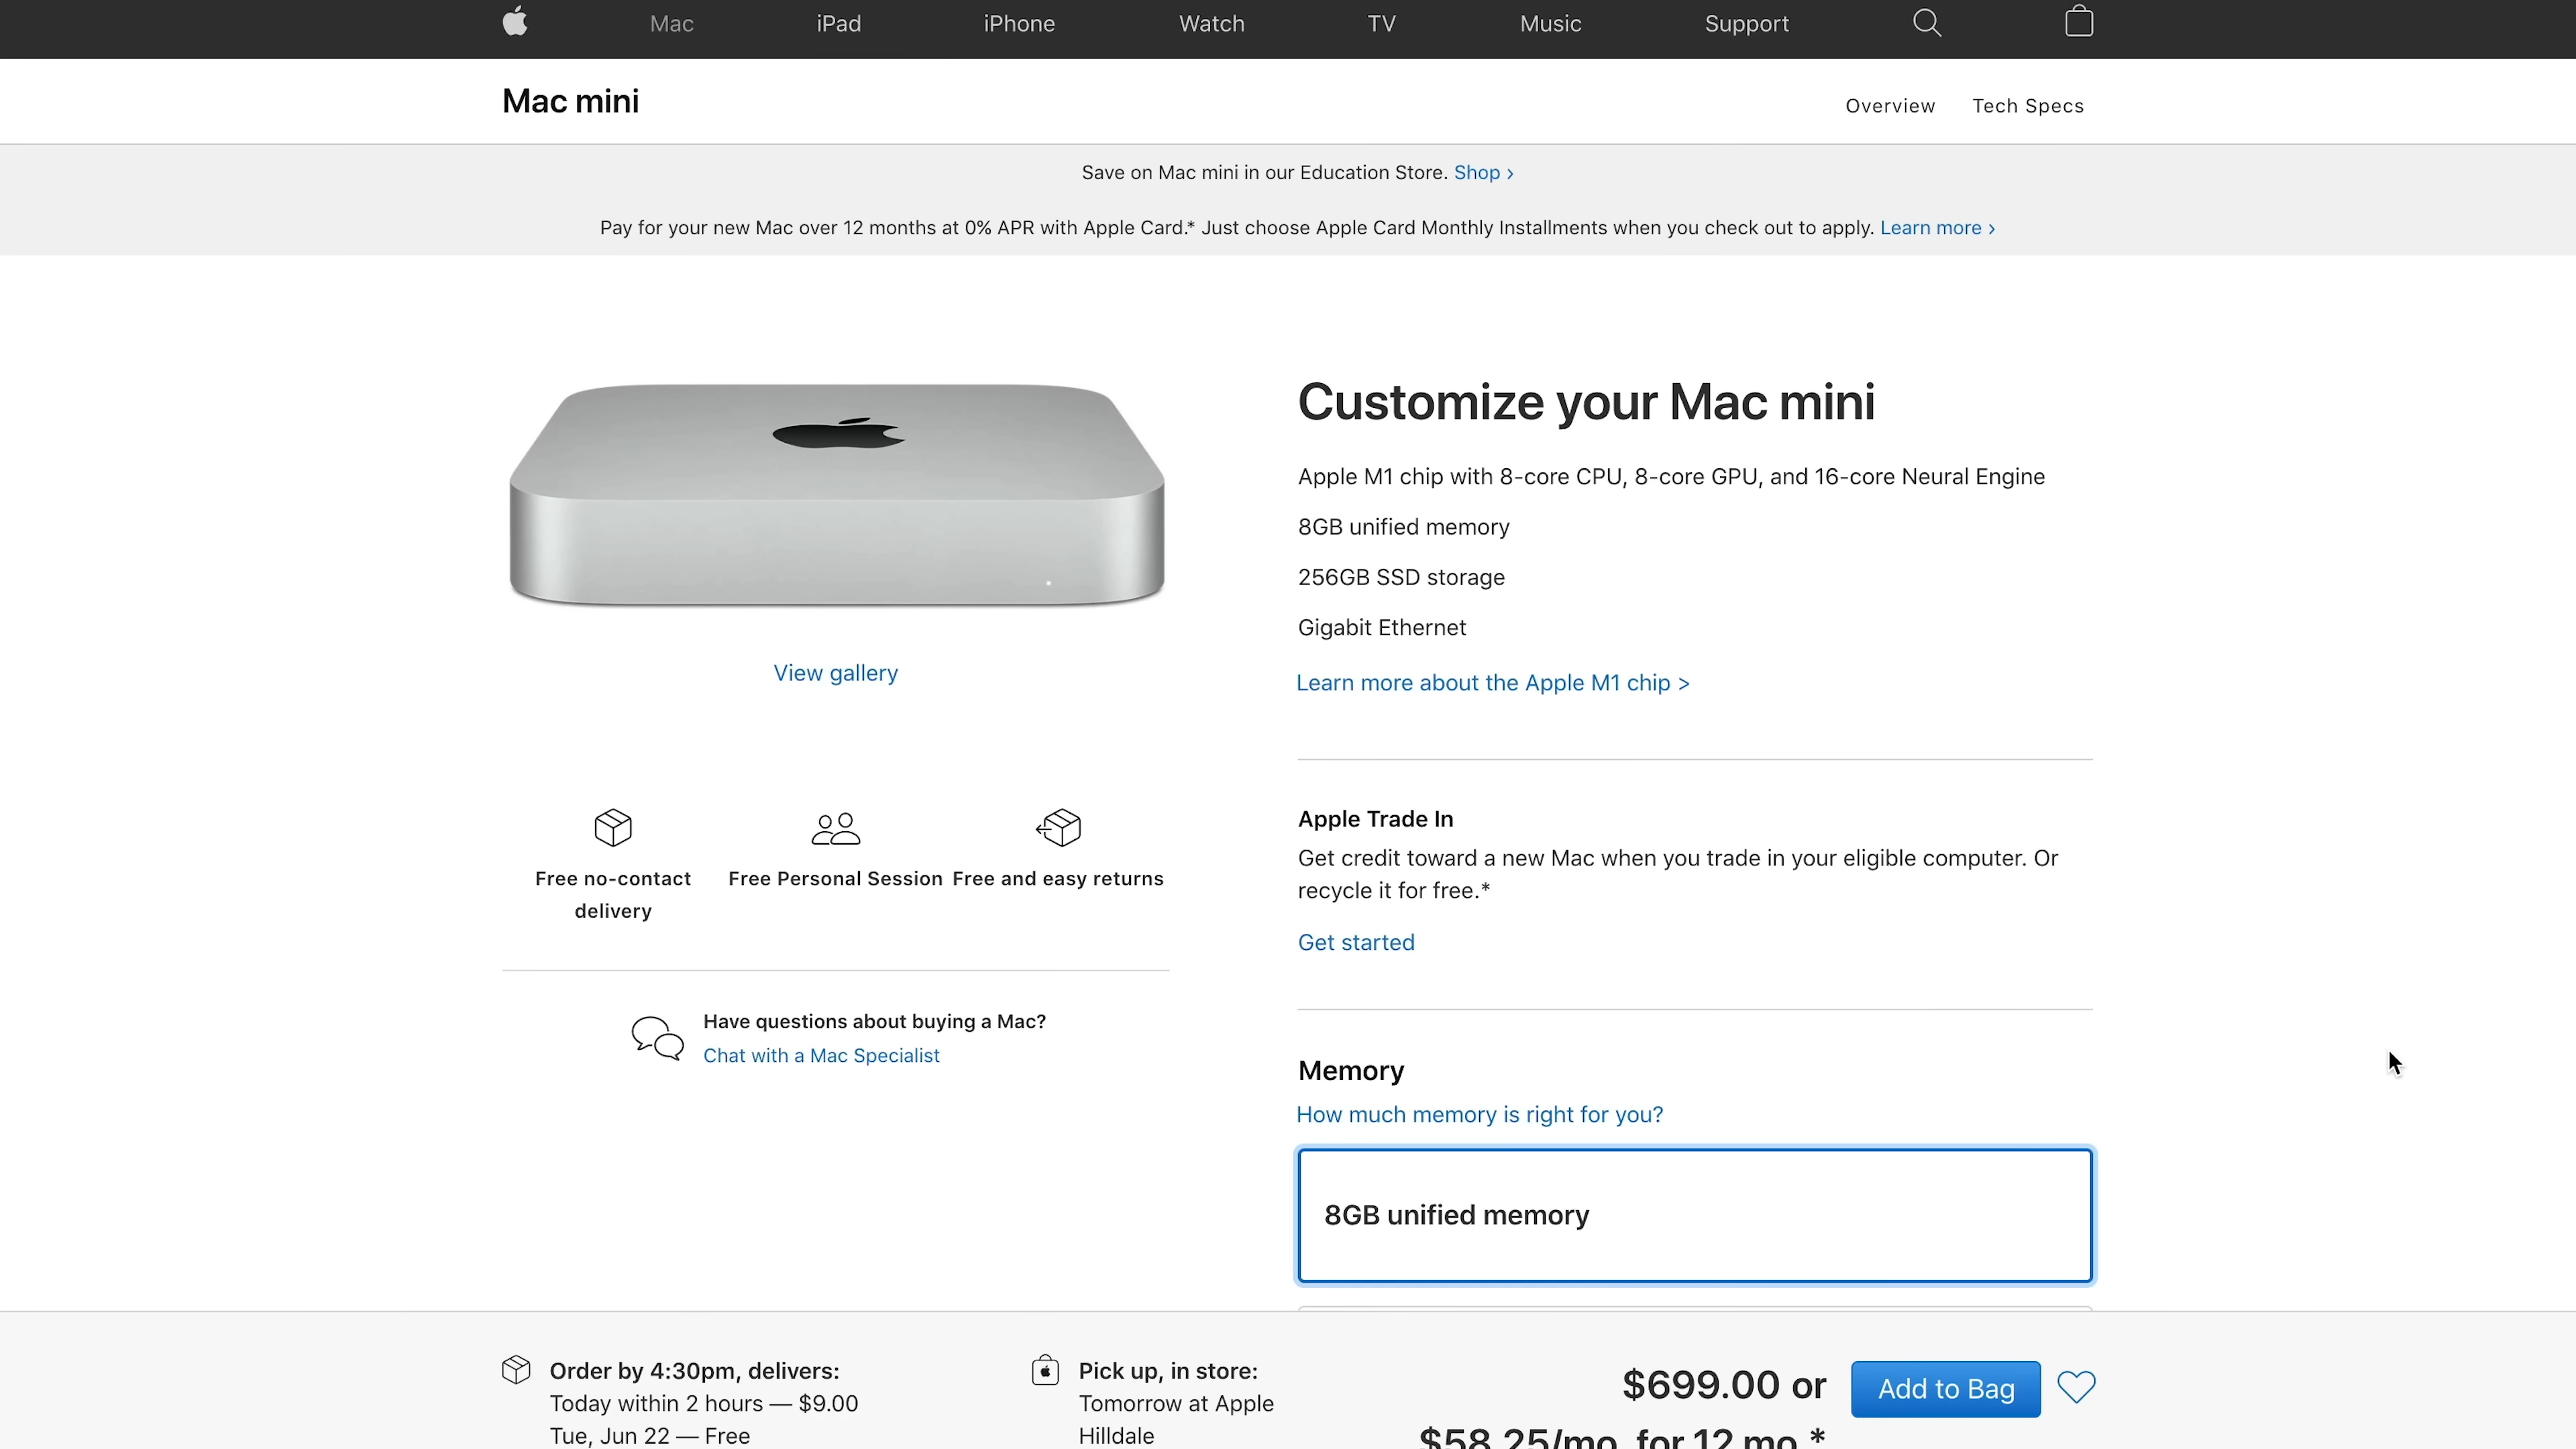 Mac
iPad
iPhone
Watch
TV
Music
Support
Mac mini
Overview
Tech Specs
Save on Mac mini in our Education Store. Shop ›
Pay for your new Mac over 12 months at 0% APR with Apple Card.* Just choose Apple Card Monthly Installments when you check out to apply. Learn more ›
View gallery
Free no-contact
delivery
Free Personal Session
Free and easy returns
Have questions about buying a Mac?
Chat with a Mac Specialist
Customize your Mac mini
Apple M1 chip with 8-core CPU, 8-core GPU, and 16-core Neural Engine
8GB unified memory
256GB SSD storage
Gigabit Ethernet
Learn more about the Apple M1 chip >
Apple Trade In
Get credit toward a new Mac when you trade in your eligible computer. Or
recycle it for free.*
Get started
Memory
How much memory is right for you?
8GB unified memory
Order by 4:30pm, delivers:
Today within 2 hours — $9.00
Tue, Jun 22 — Free
Pick up, in store:
Tomorrow at Apple
Hilldale
$699.00 or
$58.25/mo. for 12 mo.*
Add to Bag